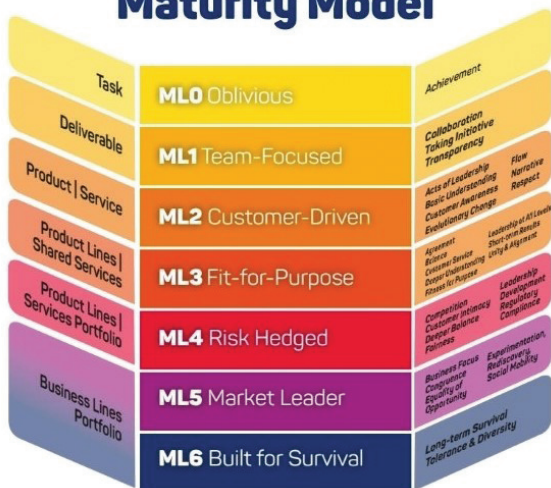 Maturity Model
Task
ML0 Oblivious
Achievement
Deliverable
ML1 Team-Focused
Collaboration
Taking Initiative
Transparency
Product | Service
ML2 Customer-Driven
Acts of Leadership
Basic Understanding
Customer Awareness
Evolutionary Change
Flow
Narrative
Respect
Product Lines |
Shared Services
ML3 Fit-for-Purpose
Agreement
Balance
Customer Service
Deeper Understanding
Fitness for Purpose
Leadership at All Levels
Short-term Results
Unity & Alignment
Product Lines |
Services Portfolio
ML4 Risk Hedged
Competition
Customer Intimacy
Deeper Balance
Fairness
Leadership
Development
Regulatory
Compliance
Business Lines
Portfolio
ML5 Market Leader
Business Focus
Congruence
Equality of
Opportunity
Experimentation,
Rediscovery,
Social Mobility
ML6 Built for Survival
Long-term Survival
Tolerance & Diversity